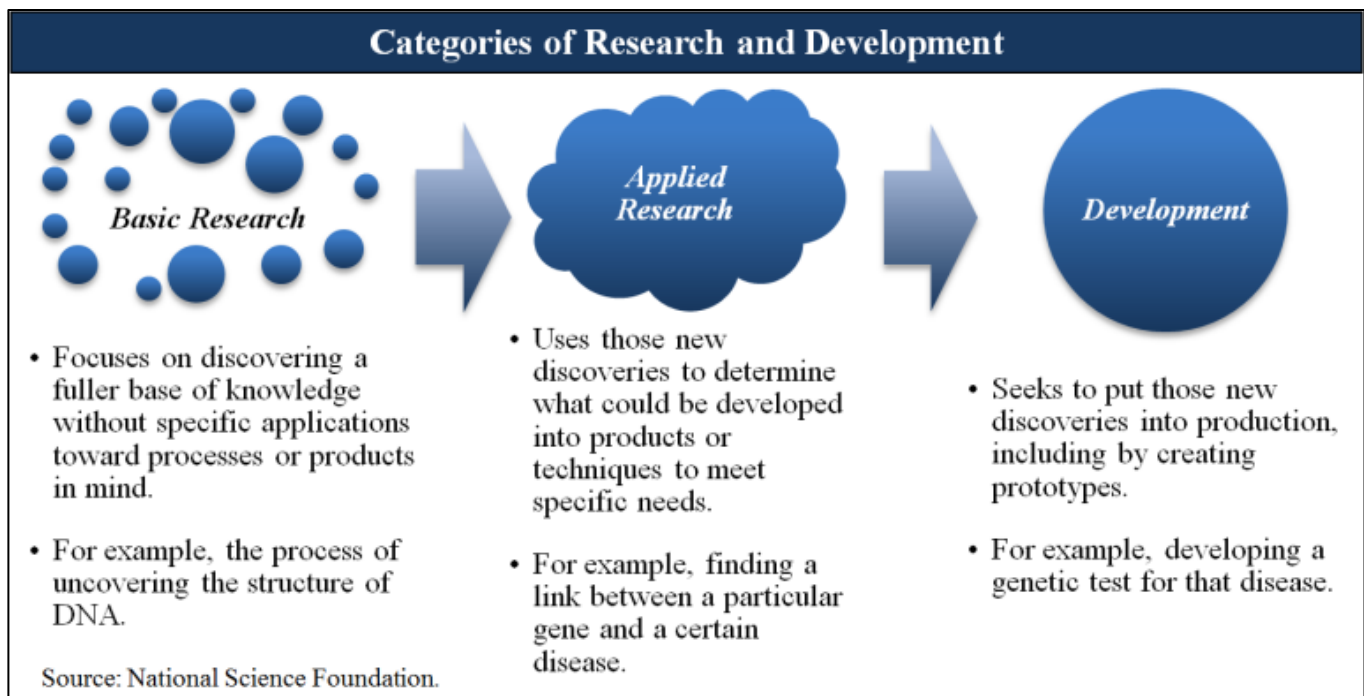 Categories of Research and Development
Basic Research
Applied
Research
Development
• Focuses on discovering a
fuller base of knowledge
without specific applications
toward processes or products
in mind.
• For example, the process of
uncovering the structure of
DNA.
• Uses those new
discoveries to determine
what could be developed
into products or
techniques to meet
specific needs.
• For example, finding a
link between a particular
gene and a certain
disease.
• Seeks to put those new
discoveries into production,
including by creating
prototypes.
• For example, developing a
genetic test for that disease.
Source: National Science Foundation.